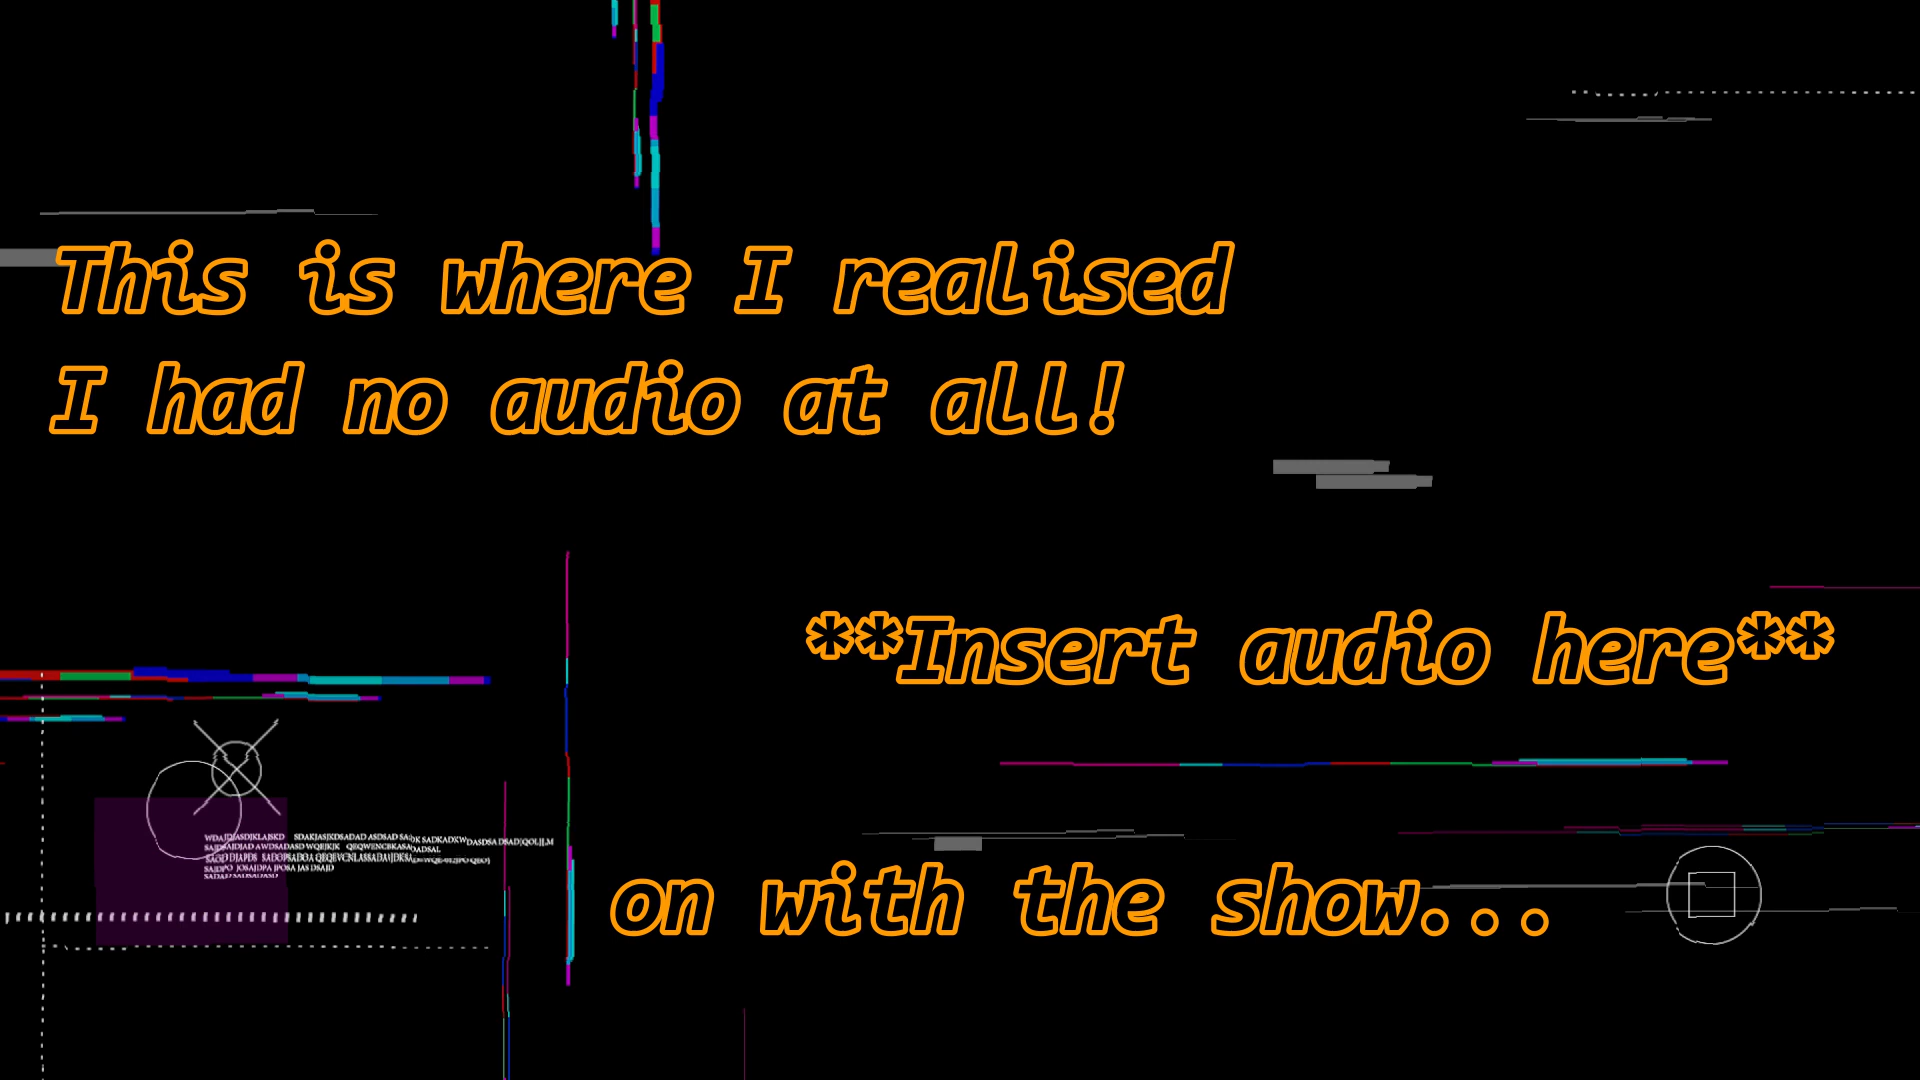 This is where I realised
I had no audio at all!
**Insert audio here**
on with the show...